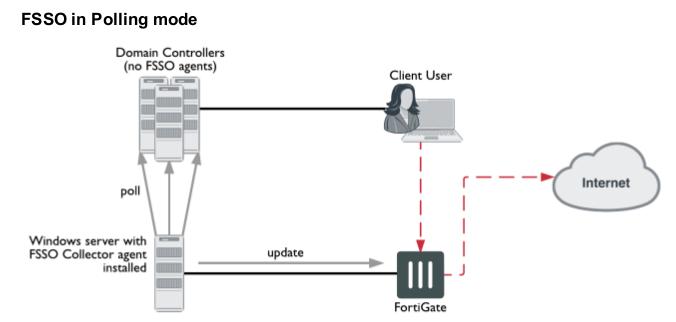 FSSO in Polling mode
Domain Controllers
(no FSSO agents)
Client User
Internet
poll
Windows server with
FSSO Collector agent
installed
update
FortiGate